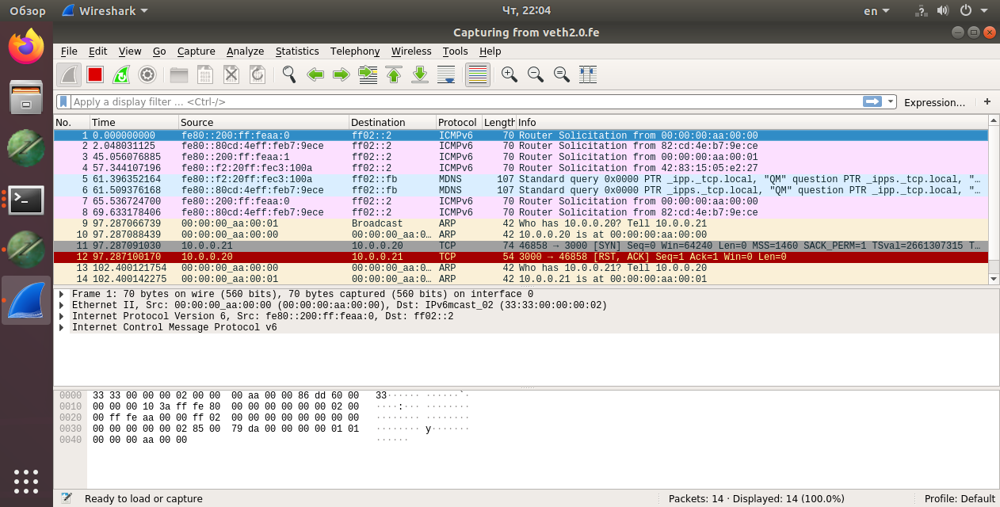 Обзор Wireshark Чт, 22:04 en
Capturing from veth2.0.fe
File Edit View Go Capture Analyze Statistics Telephony Wireless Tools Help
Apply a display filter ... <Ctrl-/> Expression... +
No. Time Source Destination Protocol Length Info
1 0.000000000 fe80::200:ff:feaa:0 ff02::2 ICMPv6 70 Router Solicitation from 00:00:00:aa:00:00
2 2.048031125 fe80::80cd:4eff:feb7:9ece ff02::2 ICMPv6 70 Router Solicitation from 82:cd:4e:b7:9e:ce
3 45.056076885 fe80::200:ff:feaa:1 ff02::2 ICMPv6 70 Router Solicitation from 00:00:00:aa:00:01
4 57.344107196 fe80::f2:20ff:fec3:100a ff02::2 ICMPv6 70 Router Solicitation from 42:83:15:05:e2:27
5 61.396352164 fe80::f2:20ff:fec3:100a ff02::fb MDNS 107 Standard query 0x0000 PTR _ipp._tcp.local, "QM" question PTR _ipps._tcp.local, "…
6 61.509376168 fe80::80cd:4eff:feb7:9ece ff02::fb MDNS 107 Standard query 0x0000 PTR _ipps._tcp.local, "QM" question PTR _ipp._tcp.local, "…
7 65.536724700 fe80::200:ff:feaa:0 ff02::2 ICMPv6 70 Router Solicitation from 00:00:00:aa:00:00
8 69.633178406 fe80::80cd:4eff:feb7:9ece ff02::2 ICMPv6 70 Router Solicitation from 82:cd:4e:b7:9e:ce
9 97.287066739 00:00:00_aa:00:01 Broadcast ARP 42 Who has 10.0.0.20? Tell 10.0.0.21
10 97.287088439 00:00:00_aa:00:00 00:00:00_aa:0… ARP 42 10.0.0.20 is at 00:00:00:aa:00:00
11 97.287091030 10.0.0.21 10.0.0.20 TCP 74 46858 → 3000 [SYN] Seq=0 Win=64240 Len=0 MSS=1460 SACK_PERM=1 TSval=2661307315 T…
12 97.287100170 10.0.0.20 10.0.0.21 TCP 54 3000 → 46858 [RST, ACK] Seq=1 Ack=1 Win=0 Len=0
13 102.400121754 00:00:00_aa:00:00 00:00:00_aa:0… ARP 42 Who has 10.0.0.21? Tell 10.0.0.20
14 102.400142275 00:00:00_aa:00:01 00:00:00_aa:0… ARP 42 10.0.0.21 is at 00:00:00:aa:00:01
Frame 1: 70 bytes on wire (560 bits), 70 bytes captured (560 bits) on interface 0
Ethernet II, Src: 00:00:00_aa:00:00 (00:00:00:aa:00:00), Dst: IPv6mcast_02 (33:33:00:00:00:02)
Internet Protocol Version 6, Src: fe80::200:ff:feaa:0, Dst: ff02::2
Internet Control Message Protocol v6
0000 33 33 00 00 00 02 00 00 00 aa 00 00 86 dd 60 00 33······ ······`·
0010 00 00 00 10 3a ff fe 80 00 00 00 00 00 00 02 00 ····:··· ········
0020 00 ff fe aa 00 00 ff 02 00 00 00 00 00 00 00 00 ········ ········
0030 00 00 00 00 00 02 85 00 79 da 00 00 00 00 01 01 ········ y·······
0040 00 00 00 aa 00 00 ······
Ready to load or capture Packets: 14 · Displayed: 14 (100.0%) Profile: Default